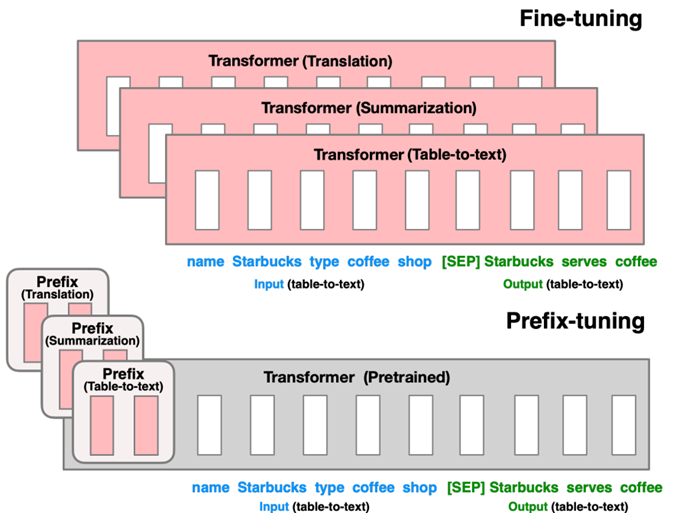 Fine-tuning
Transformer (Translation)
Transformer (Summarization)
Transformer (Table-to-text)
name Starbucks type coffee shop [SEP] Starbucks serves coffee
Input (table-to-text) Output (table-to-text)
Prefix-tuning
Prefix
(Translation)
Prefix
(Summarization)
Prefix
(Table-to-text)
Transformer (Pretrained)
name Starbucks type coffee shop [SEP] Starbucks serves coffee
Input (table-to-text) Output (table-to-text)